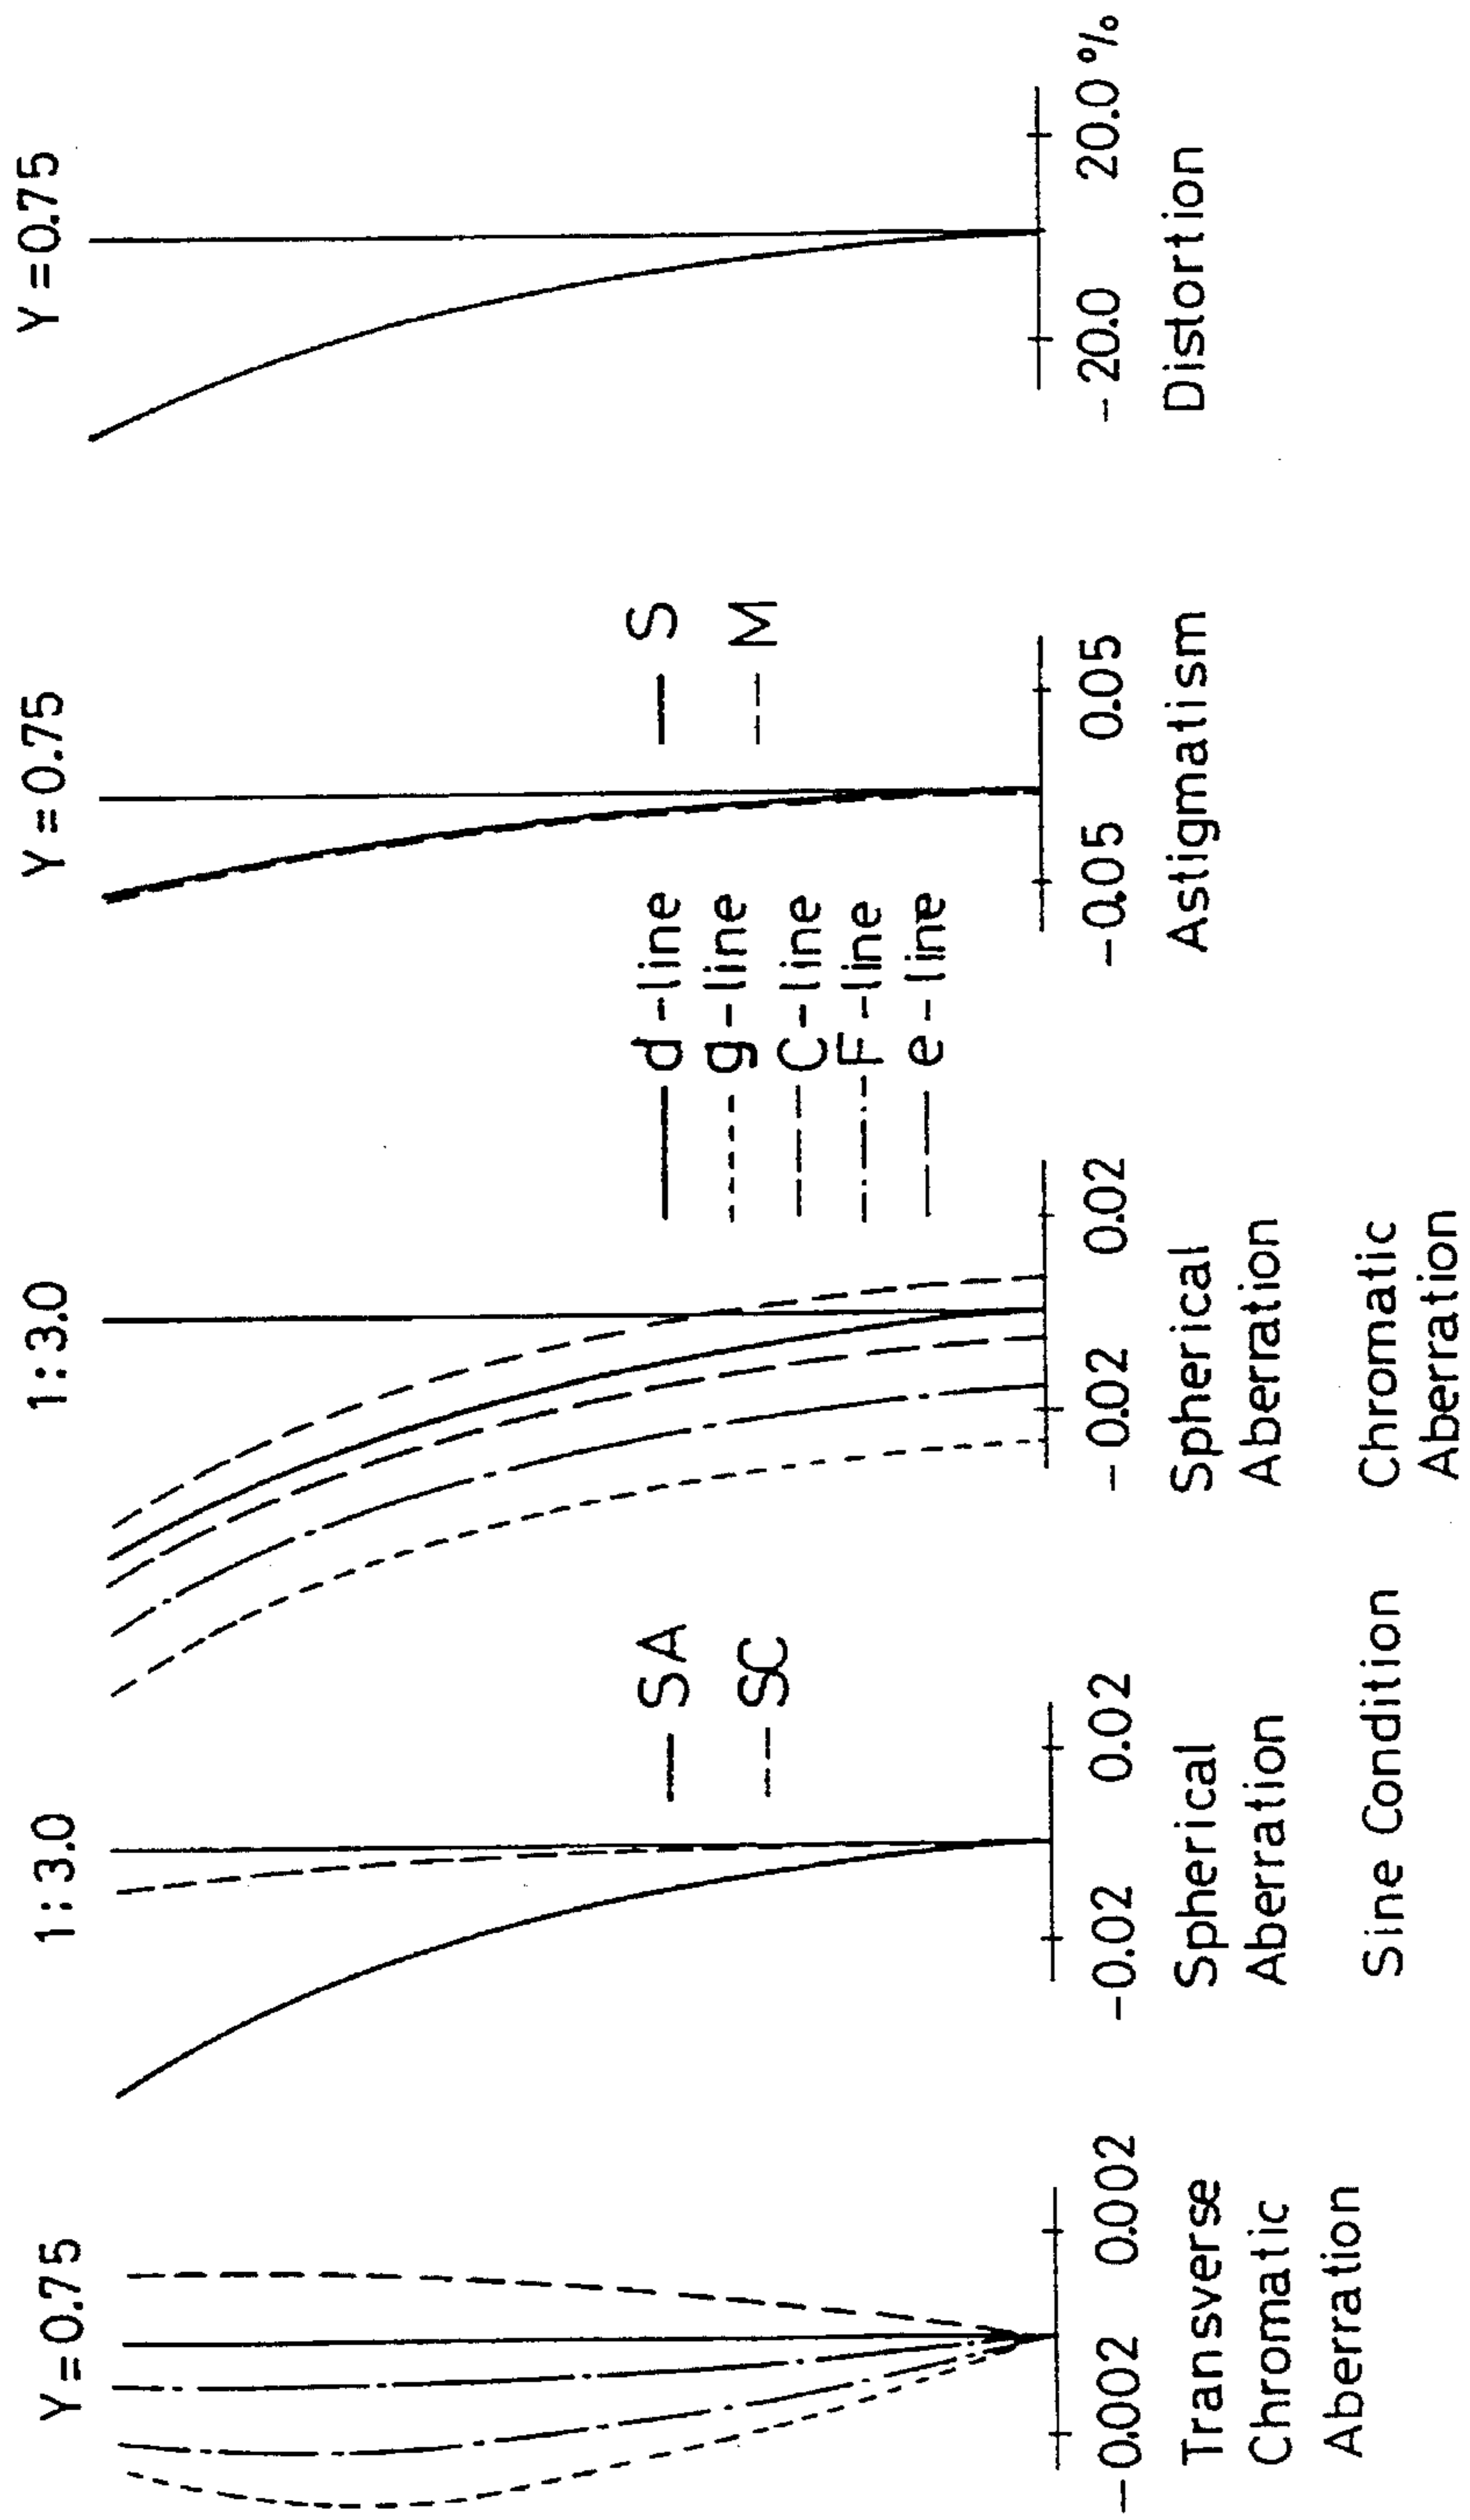 Y=0.75
-0.002 0.002
Transverse
Chromatic
Aberration
1:3.0
SA
SC
-0.02 0.02
Spherical
Aberration
Sine Condition
1:3.0
d-line
g-line
C-line
F-line
e-line
-0.02 0.02
Spherical
Aberration
Chromatic
Aberration
Y=0.75
S
M
-0.05 0.05
Astigmatism
Y=0.75
-20.0 20.0%
Distortion